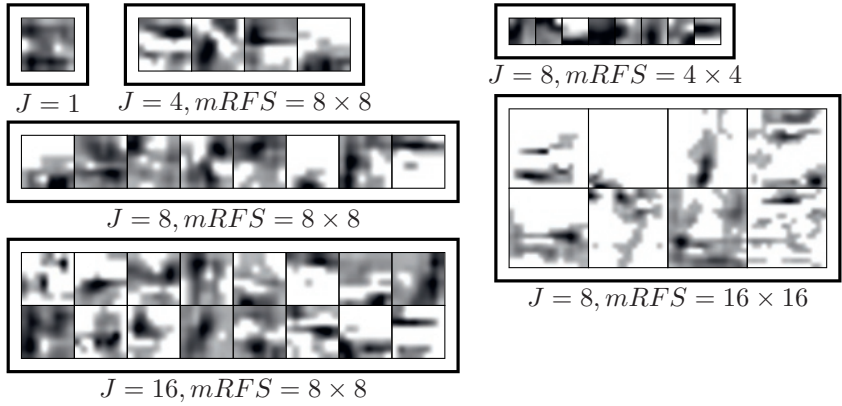 J = 1
J = 4, mRFS = 8 × 8
J = 8, mRFS = 4 × 4
J = 8, mRFS = 8 × 8
J = 8, mRFS = 16 × 16
J = 16, mRFS = 8 × 8